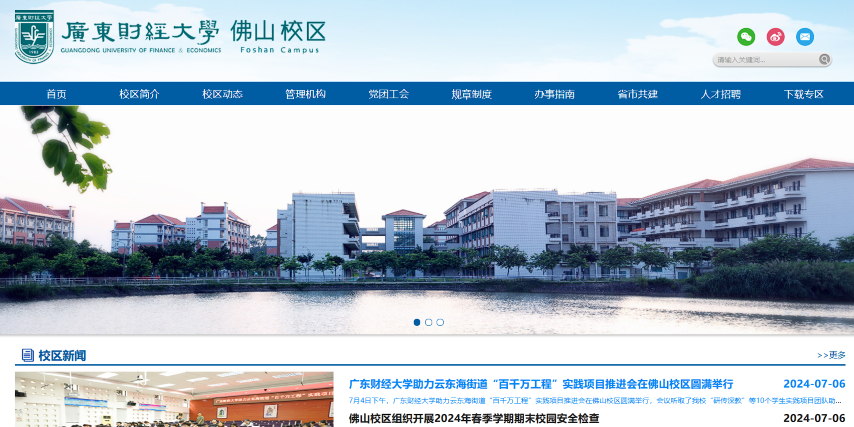 廣東財經大學 佛山校区
GUANGDONG UNIVERSITY OF FINANCE & ECONOMICS Foshan Campus
请输入关键词...
首页 校区简介 校区动态 管理机构 党团工会 规章制度 办事指南 省市共建 人才招聘 下载专区
校区新闻 >>更多
广东财经大学助力云东海街道“百千万工程”实践项目推进会在佛山校区圆满举行 2024-07-06
7月4日下午，广东财经大学助力云东海街道“百千万工程”实践项目推进会在佛山校区圆满举行，会议听取了我校“研传保教”等10个学生实践项目团队助...
佛山校区组织开展2024年春季学期期末校园安全检查 2024-07-06